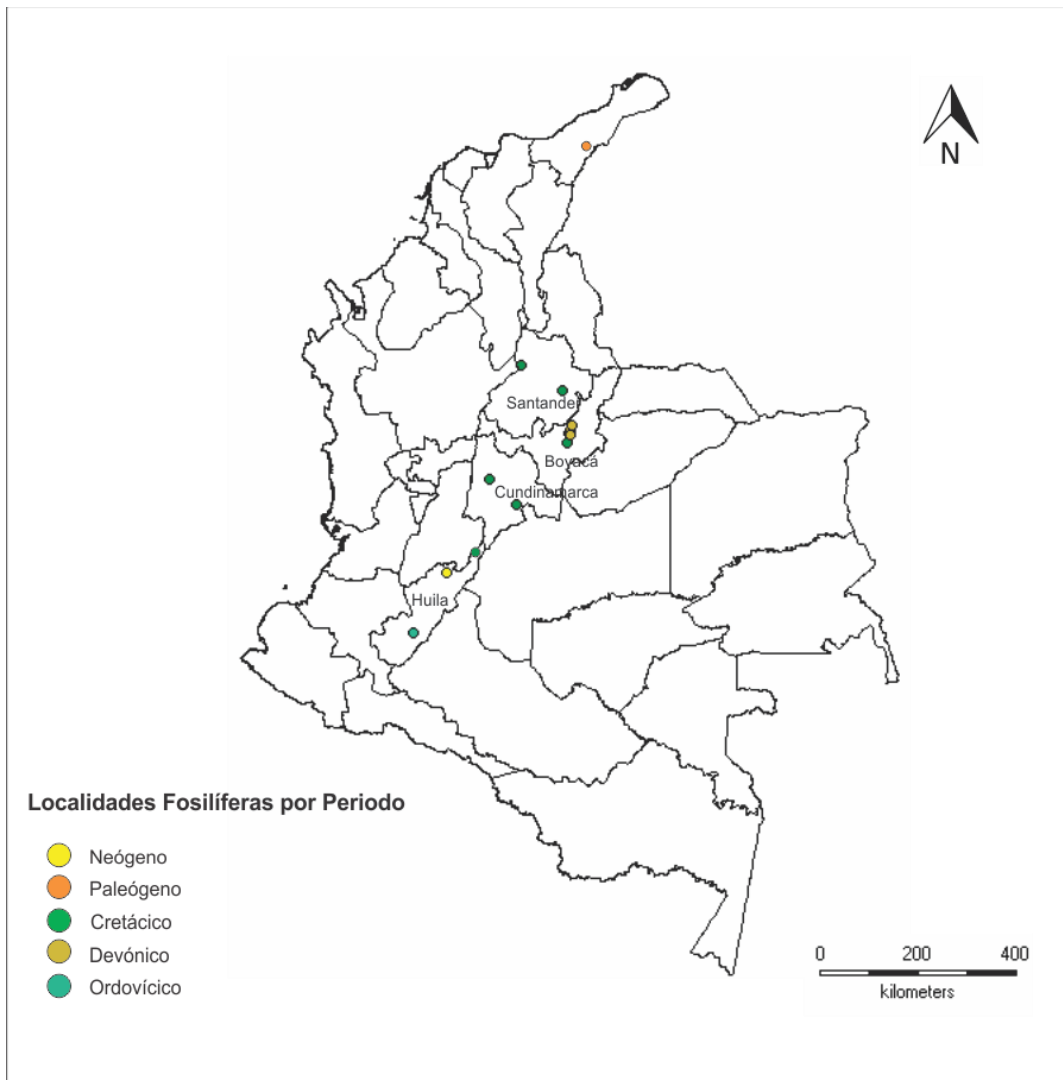 N
Santander
Boyacá
Cundinamarca
Huila
Localidades Fosilíferas por Periodo
Neógeno
Paleógeno
Cretácico
Devónico
Ordovícico
0 200 400
kilometers